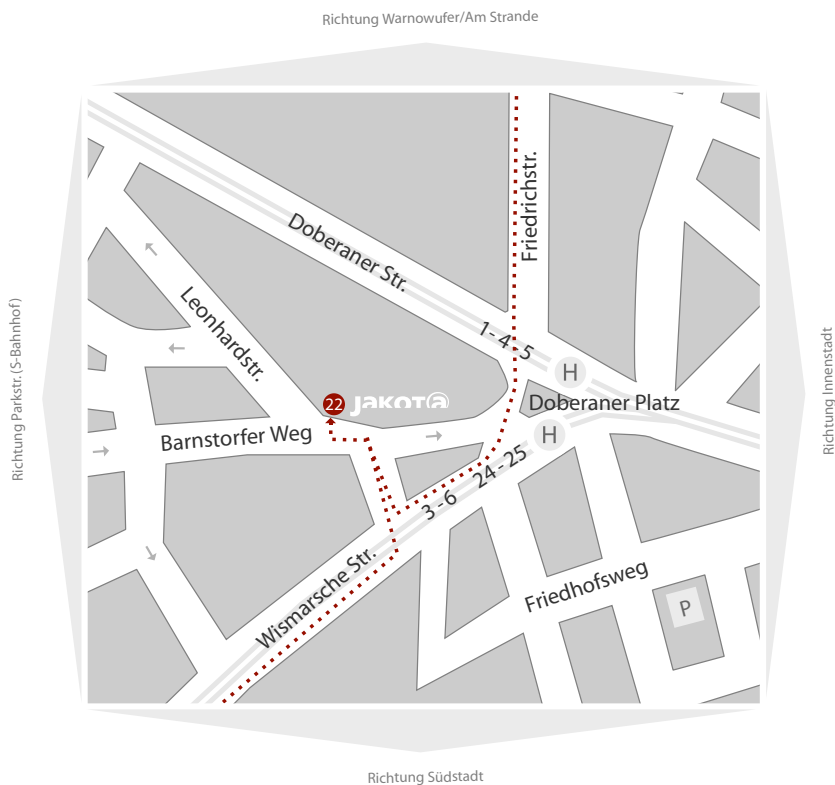 Richtung Warnowufer/Am Strande
Friedrichstr.
Doberaner Str.
Leonhardstr.
1 - 4 - 5
H
22 JAKOTA
Doberaner Platz
Barnstorfer Weg
H
24 - 25
3 - 6
Wismarsche Str.
Friedhofsweg
P
Richtung Parkstr. (S-Bahnhof)
Richtung Innenstadt
Richtung Südstadt